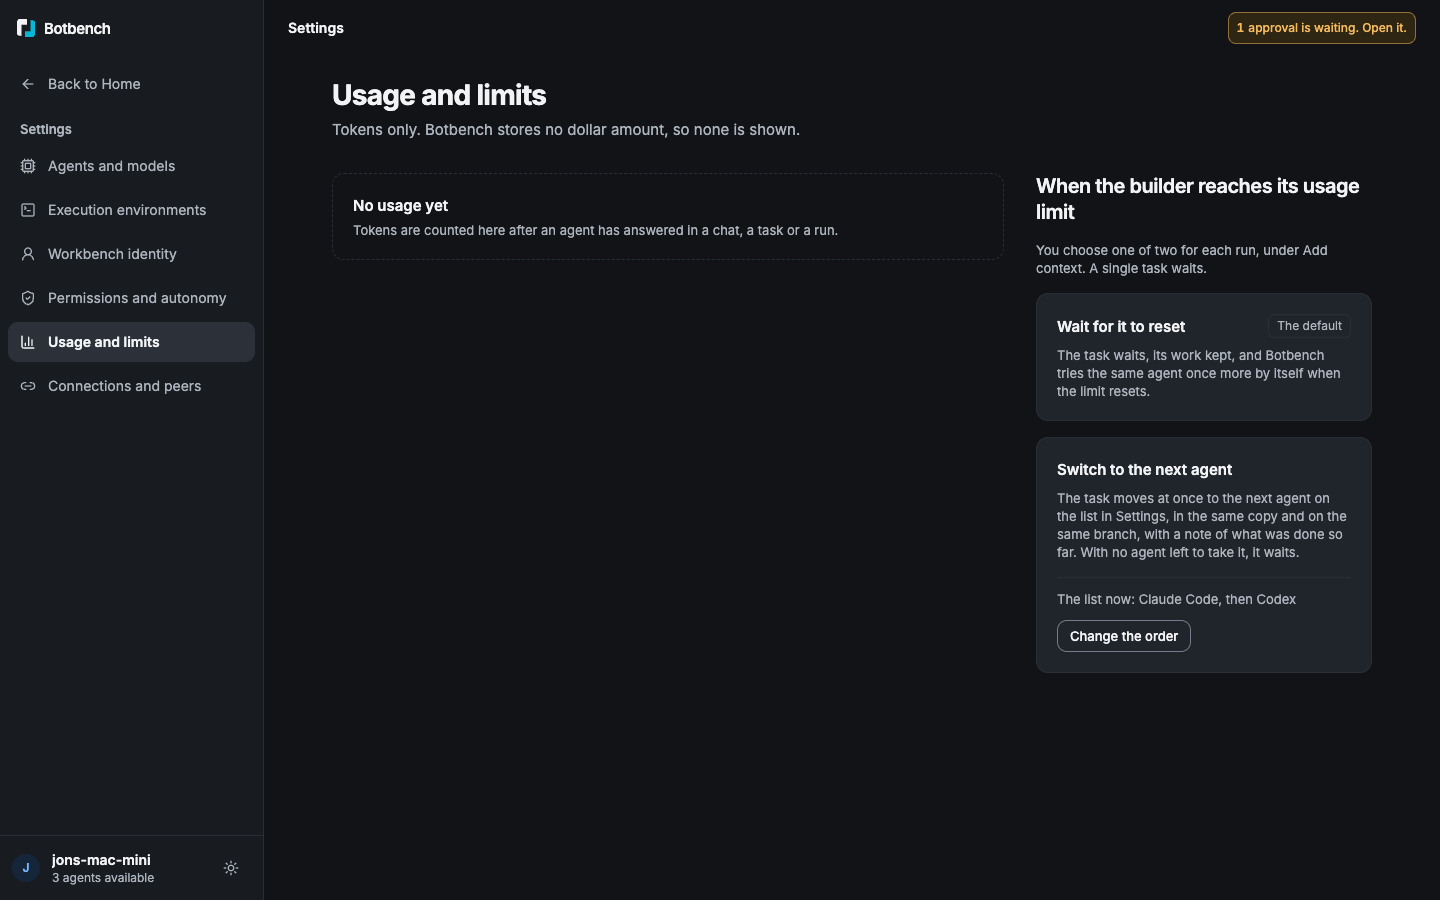 Botbench
Back to Home
Settings
Agents and models
Execution environments
Workbench identity
Permissions and autonomy
Usage and limits
Connections and peers
J
jons-mac-mini
3 agents available
Settings
1 approval is waiting. Open it.
Usage and limits
Tokens only. Botbench stores no dollar amount, so none is shown.
No usage yet
Tokens are counted here after an agent has answered in a chat, a task or a run.
When the builder reaches its usage
limit
You choose one of two for each run, under Add
context. A single task waits.
Wait for it to reset
The default
The task waits, its work kept, and Botbench
tries the same agent once more by itself when
the limit resets.
Switch to the next agent
The task moves at once to the next agent on
the list in Settings, in the same copy and on the
same branch, with a note of what was done so
far. With no agent left to take it, it waits.
The list now: Claude Code, then Codex
Change the order